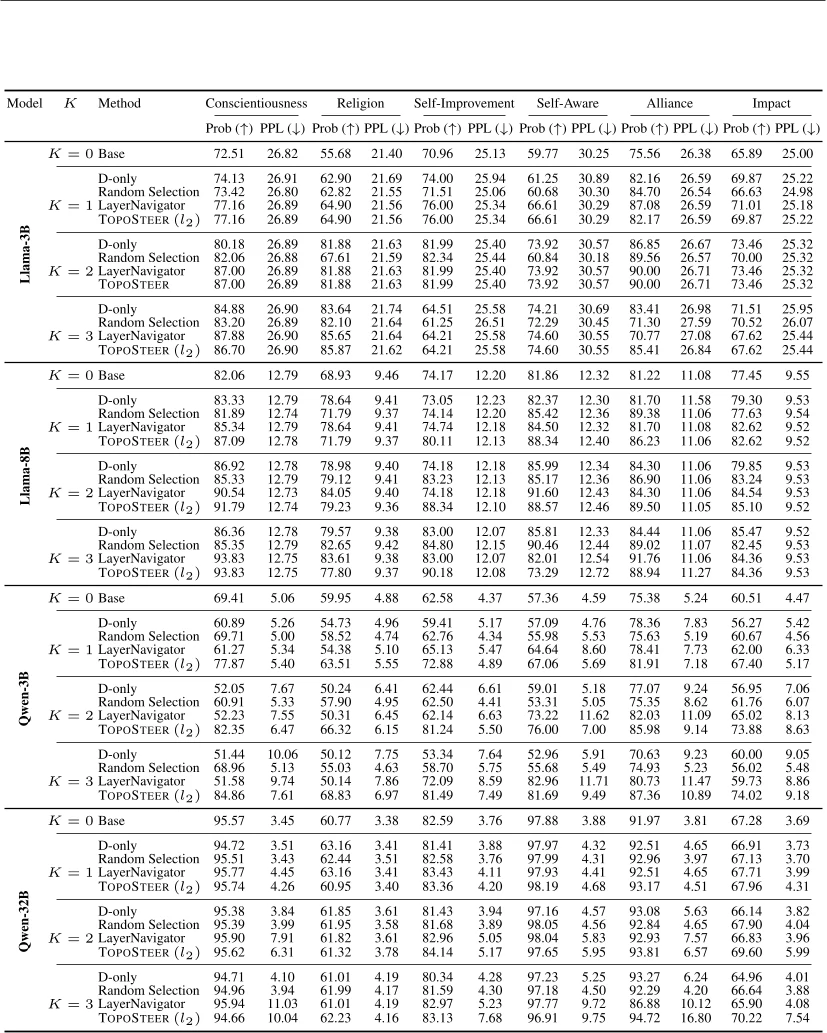 Model K Method Conscientiousness Religion Self-Improvement Self-Aware Alliance Impact
Prob (↑) PPL (↓) Prob (↑) PPL (↓) Prob (↑) PPL (↓) Prob (↑) PPL (↓) Prob (↑) PPL (↓) Prob (↑) PPL (↓)
Llama-3B
K = 0 Base 72.51 26.82 55.68 21.40 70.96 25.13 59.77 30.25 75.56 26.38 65.89 25.00
D-only 74.13 26.91 62.90 21.69 74.00 25.94 61.25 30.89 82.16 26.59 69.87 25.22
Random Selection 73.42 26.80 62.82 21.55 71.51 25.06 60.68 30.30 84.70 26.54 66.63 24.98
K = 1 LayerNavigator 77.16 26.89 64.90 21.56 76.00 25.34 66.61 30.29 87.08 26.59 71.01 25.18
TOPOSTEER (l2) 77.16 26.89 64.90 21.56 76.00 25.34 66.61 30.29 82.17 26.59 69.87 25.22
D-only 80.18 26.89 81.88 21.63 81.99 25.40 73.92 30.57 86.85 26.67 73.46 25.32
Random Selection 82.06 26.88 67.61 21.59 82.34 25.44 60.84 30.18 89.56 26.57 70.00 25.32
K = 2 LayerNavigator 87.00 26.89 81.88 21.63 81.99 25.40 73.92 30.57 90.00 26.71 73.46 25.32
TOPOSTEER 87.00 26.89 81.88 21.63 81.99 25.40 73.92 30.57 90.00 26.71 73.46 25.32
D-only 84.88 26.90 83.64 21.74 64.51 25.58 74.21 30.69 83.41 26.98 71.51 25.95
Random Selection 83.20 26.89 82.10 21.64 61.25 26.51 72.29 30.45 71.30 27.59 70.52 26.07
K = 3 LayerNavigator 87.88 26.90 85.65 21.64 64.21 25.58 74.60 30.55 70.77 27.08 67.62 25.44
TOPOSTEER (l2) 86.70 26.90 85.87 21.62 64.21 25.58 74.60 30.55 85.41 26.84 67.62 25.44
Llama-8B
K = 0 Base 82.06 12.79 68.93 9.46 74.17 12.20 81.86 12.32 81.22 11.08 77.45 9.55
D-only 83.33 12.79 78.64 9.41 73.05 12.23 82.37 12.30 81.70 11.58 79.30 9.53
Random Selection 81.89 12.74 71.79 9.37 74.14 12.20 85.42 12.36 89.38 11.06 77.63 9.54
K = 1 LayerNavigator 85.34 12.79 78.64 9.41 74.74 12.18 84.50 12.32 81.70 11.08 82.62 9.52
TOPOSTEER (l2) 87.09 12.78 71.79 9.37 80.11 12.13 88.34 12.40 86.23 11.06 82.62 9.52
D-only 86.92 12.78 78.98 9.40 74.18 12.18 85.99 12.34 84.30 11.06 79.85 9.53
Random Selection 85.33 12.79 79.12 9.41 83.23 12.13 85.17 12.36 86.90 11.06 83.24 9.53
K = 2 LayerNavigator 90.54 12.73 84.05 9.40 74.18 12.18 91.60 12.43 84.30 11.06 84.54 9.53
TOPOSTEER (l2) 91.79 12.74 79.23 9.36 88.34 12.10 88.57 12.46 89.50 11.05 85.10 9.52
D-only 86.36 12.78 79.57 9.38 83.00 12.07 85.81 12.33 84.44 11.06 85.47 9.52
Random Selection 85.35 12.79 82.65 9.42 84.80 12.15 90.46 12.44 89.02 11.07 82.45 9.53
K = 3 LayerNavigator 93.83 12.75 83.61 9.38 83.00 12.07 82.01 12.54 91.76 11.06 84.36 9.53
TOPOSTEER (l2) 93.83 12.75 77.80 9.37 90.18 12.08 73.29 12.72 88.94 11.27 84.36 9.53
Qwen-3B
K = 0 Base 69.41 5.06 59.95 4.88 62.58 4.37 57.36 4.59 75.38 5.24 60.51 4.47
D-only 60.89 5.26 54.73 4.96 59.41 5.17 57.09 4.76 78.36 7.83 56.27 5.42
Random Selection 69.71 5.00 58.52 4.74 62.76 4.34 55.98 5.53 75.63 5.19 60.67 4.56
K = 1 LayerNavigator 61.27 5.34 54.38 5.10 65.13 5.47 64.64 8.60 78.41 7.73 62.00 6.33
TOPOSTEER (l2) 77.87 5.40 63.51 5.55 72.88 4.89 67.06 5.69 81.91 7.18 67.40 5.17
D-only 52.05 7.67 50.24 6.41 62.44 6.61 59.01 5.18 77.07 9.24 56.95 7.06
Random Selection 60.91 5.33 57.90 4.95 62.50 4.41 53.31 5.05 75.35 8.62 61.76 6.07
K = 2 LayerNavigator 52.23 7.55 50.31 6.45 62.14 6.63 73.22 11.62 82.03 11.09 65.02 8.13
TOPOSTEER (l2) 82.35 6.47 66.32 6.15 81.24 5.50 76.00 7.00 85.98 9.14 73.88 8.63
D-only 51.44 10.06 50.12 7.75 53.34 7.64 52.96 5.91 70.63 9.23 60.00 9.05
Random Selection 68.96 5.13 55.03 4.63 58.70 5.75 55.68 5.49 74.93 5.23 56.02 5.48
K = 3 LayerNavigator 51.58 9.74 50.14 7.86 72.09 8.59 82.96 11.71 80.73 11.47 59.73 8.86
TOPOSTEER (l2) 84.86 7.61 68.83 6.97 81.49 7.49 81.69 9.49 87.36 10.89 74.02 9.18
Qwen-32B
K = 0 Base 95.57 3.45 60.77 3.38 82.59 3.76 97.88 3.88 91.97 3.81 67.28 3.69
D-only 94.72 3.51 63.16 3.41 81.41 3.88 97.97 4.32 92.51 4.65 66.91 3.73
Random Selection 95.51 3.43 62.44 3.51 82.58 3.76 97.99 4.31 92.96 3.97 67.13 3.70
K = 1 LayerNavigator 95.77 4.45 63.16 3.41 83.43 4.11 97.93 4.41 92.51 4.65 67.71 3.99
TOPOSTEER (l2) 95.74 4.26 60.95 3.40 83.36 4.20 98.19 4.68 93.17 4.51 67.96 4.31
D-only 95.38 3.84 61.85 3.61 81.43 3.94 97.16 4.57 93.08 5.63 66.14 3.82
Random Selection 95.39 3.99 61.95 3.58 81.68 3.89 98.05 4.56 92.84 4.65 67.90 4.04
K = 2 LayerNavigator 95.90 7.91 61.82 3.61 82.96 5.05 98.04 5.83 92.93 7.57 66.83 3.96
TOPOSTEER (l2) 95.62 6.31 61.32 3.78 84.14 5.17 97.65 5.95 93.81 6.57 69.60 5.99
D-only 94.71 4.10 61.01 4.19 80.34 4.28 97.23 5.25 93.27 6.24 64.96 4.01
Random Selection 94.96 3.94 61.99 4.17 81.59 4.30 97.18 4.50 92.29 4.20 66.64 3.88
K = 3 LayerNavigator 95.94 11.03 61.01 4.19 82.97 5.23 97.77 9.72 86.88 10.12 65.90 4.08
TOPOSTEER (l2) 94.66 10.04 62.23 4.16 83.13 7.68 96.91 9.75 94.72 16.80 70.22 7.54